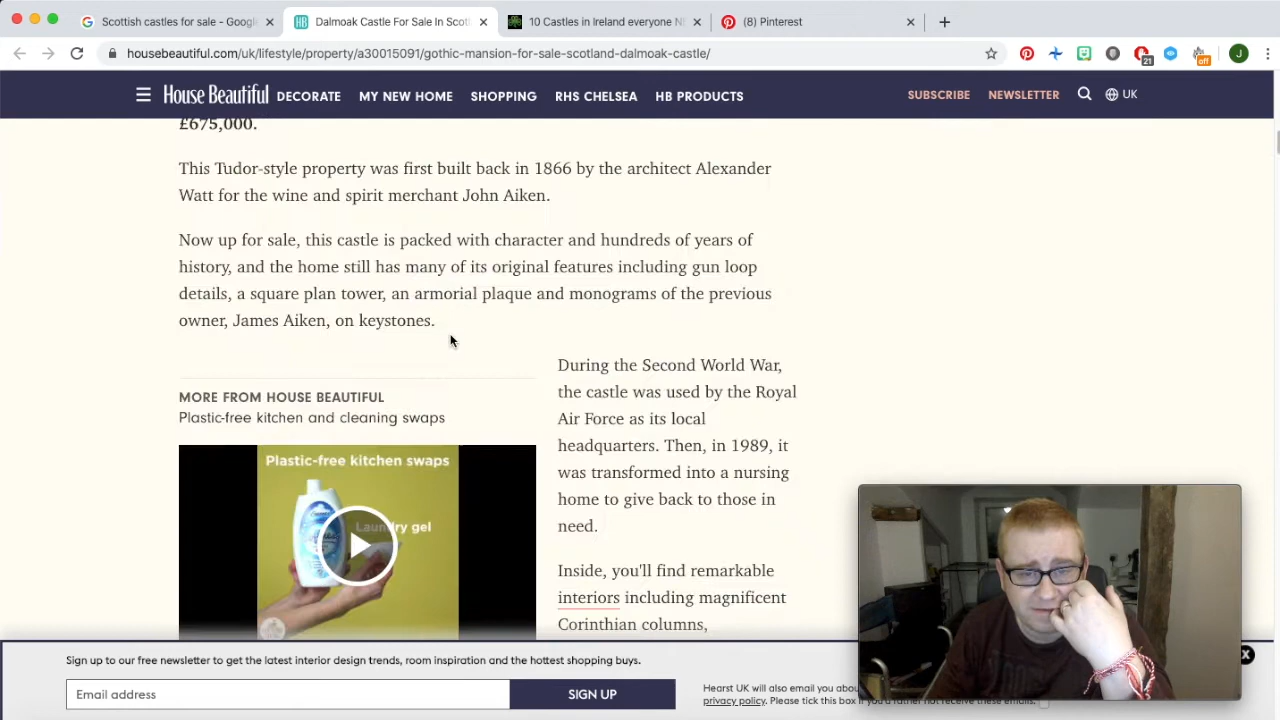 Scottish castles for sale - Google
Dalmoak Castle For Sale In Scot
10 Castles in Ireland everyone N
(8) Pinterest
housebeautiful.com/uk/lifestyle/property/a30015091/gothic-mansion-for-sale-scotland-dalmoak-castle/
21
off
J
House Beautiful
DECORATE
MY NEW HOME
SHOPPING
RHS CHELSEA
HB PRODUCTS
SUBSCRIBE
NEWSLETTER
UK
£675,000.
This Tudor-style property was first built back in 1866 by the architect Alexander
Watt for the wine and spirit merchant John Aiken.
Now up for sale, this castle is packed with character and hundreds of years of
history, and the home still has many of its original features including gun loop
details, a square plan tower, an armorial plaque and monograms of the previous
owner, James Aiken, on keystones.
MORE FROM HOUSE BEAUTIFUL
Plastic-free kitchen and cleaning swaps
Plastic-free kitchen swaps
Laundry gel
During the Second World War,
the castle was used by the Royal
Air Force as its local
headquarters. Then, in 1989, it
was transformed into a nursing
home to give back to those in
need.
Inside, you'll find remarkable
interiors including magnificent
Corinthian columns,
Sign up to our free newsletter to get the latest interior design trends, room inspiration and the hottest shopping buys.
Email address
SIGN UP
Hearst UK will also email you abou
privacy policy. Please tick this box if you'd rather not receive these emails.